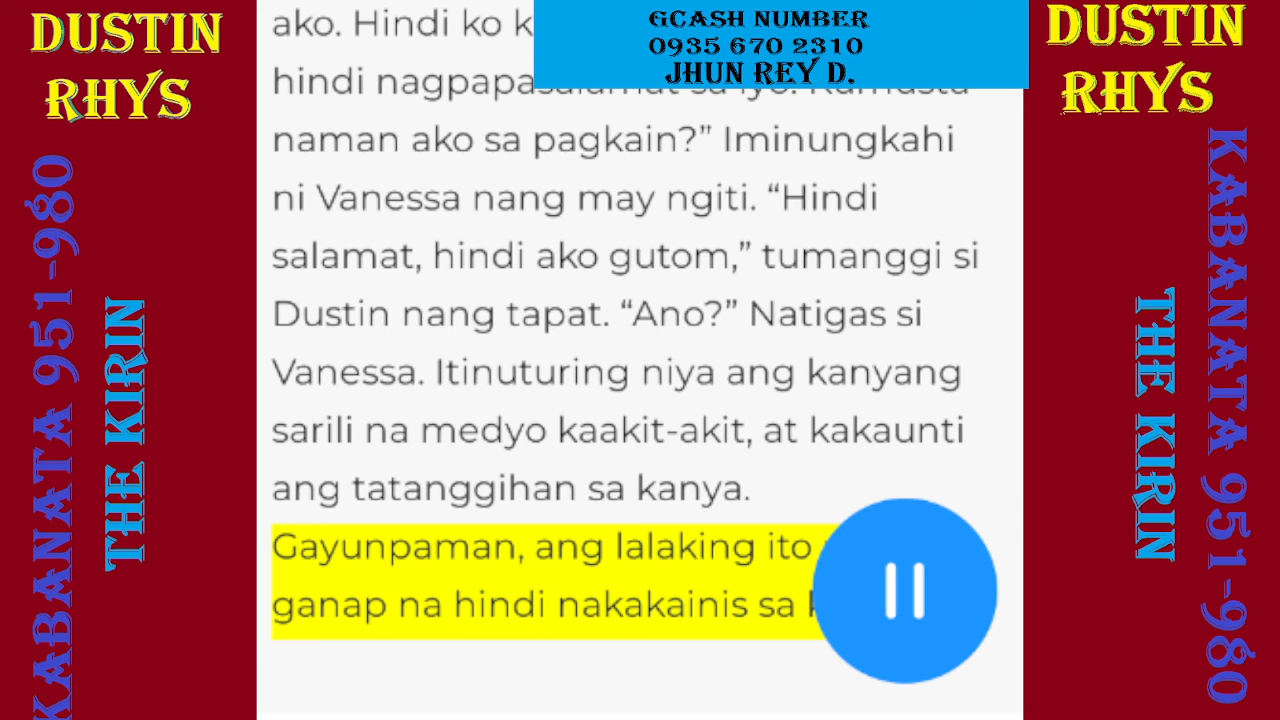 DUSTIN
RHYS
KABANATA 951-980
THE KIRIN
GCASH NUMBER
0935 670 2310
JHUN REY D.
ako. Hindi ko
hindi
naman ako sa pagkain?” Iminungkahi
ni Vanessa nang may ngiti. “Hindi
salamat, hindi ako gutom,” tumanggi si
Dustin nang tapat. “Ano?” Natigas si
Vanessa. Itinuturing niya ang kanyang
sarili na medyo kaakit-akit, at kakaunti
ang tatanggihan sa kanya.
Gayunpaman, ang lalaking ito
ganap na hindi nakakainis sa
DUSTIN
RHYS
KABANATA 951-980
THE KIRIN